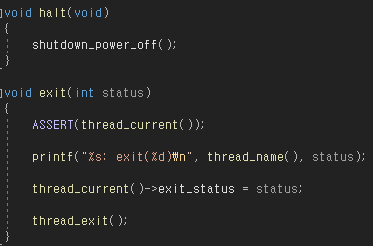 void halt(void)
{
shutdown_power_off();
}
void exit(int status)
{
ASSERT(thread_current());
printf("%s: exit(%d)₩n", thread_name(), status);
thread_current()->exit_status = status;
thread_exit();
}